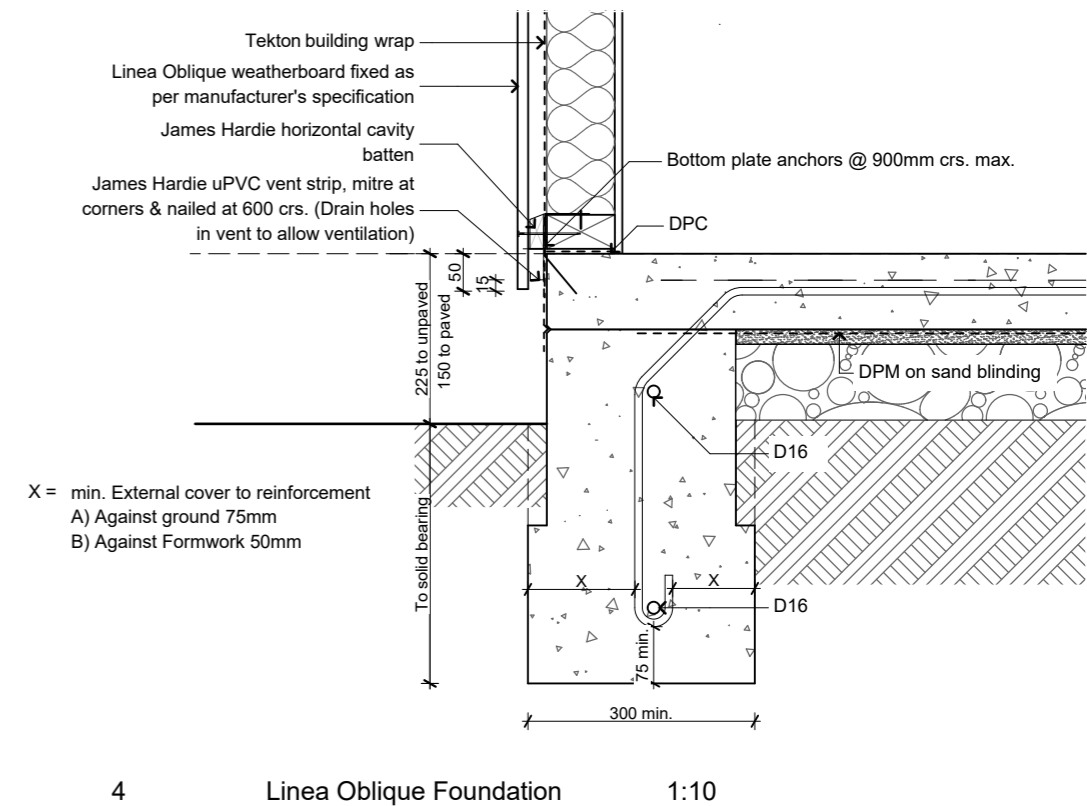 Tekton building wrap
Linea Oblique weatherboard fixed as
per manufacturer's specification
James Hardie horizontal cavity
batten
James Hardie uPVC vent strip, mitre at
corners & nailed at 600 crs. (Drain holes
in vent to allow ventilation)
Bottom plate anchors @ 900mm crs. max.
DPC
50
15
225 to unpaved
150 to paved
DPM on sand blinding
D16
X = min. External cover to reinforcement
A) Against ground 75mm
B) Against Formwork 50mm
To solid bearing
X
X
D16
75 min.
300 min.
4 Linea Oblique Foundation 1:10